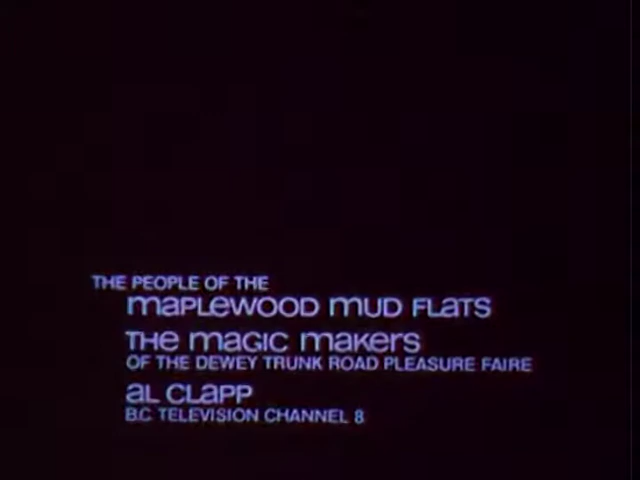 THE PEOPLE OF THE
maPLeWOOD mUD FLaTS
THe maGIC maKeRS
OF THE DEWEY TRUNK ROAD PLEASURE FAIRE
aL CLaPP
B.C. TELEVISION CHANNEL 8